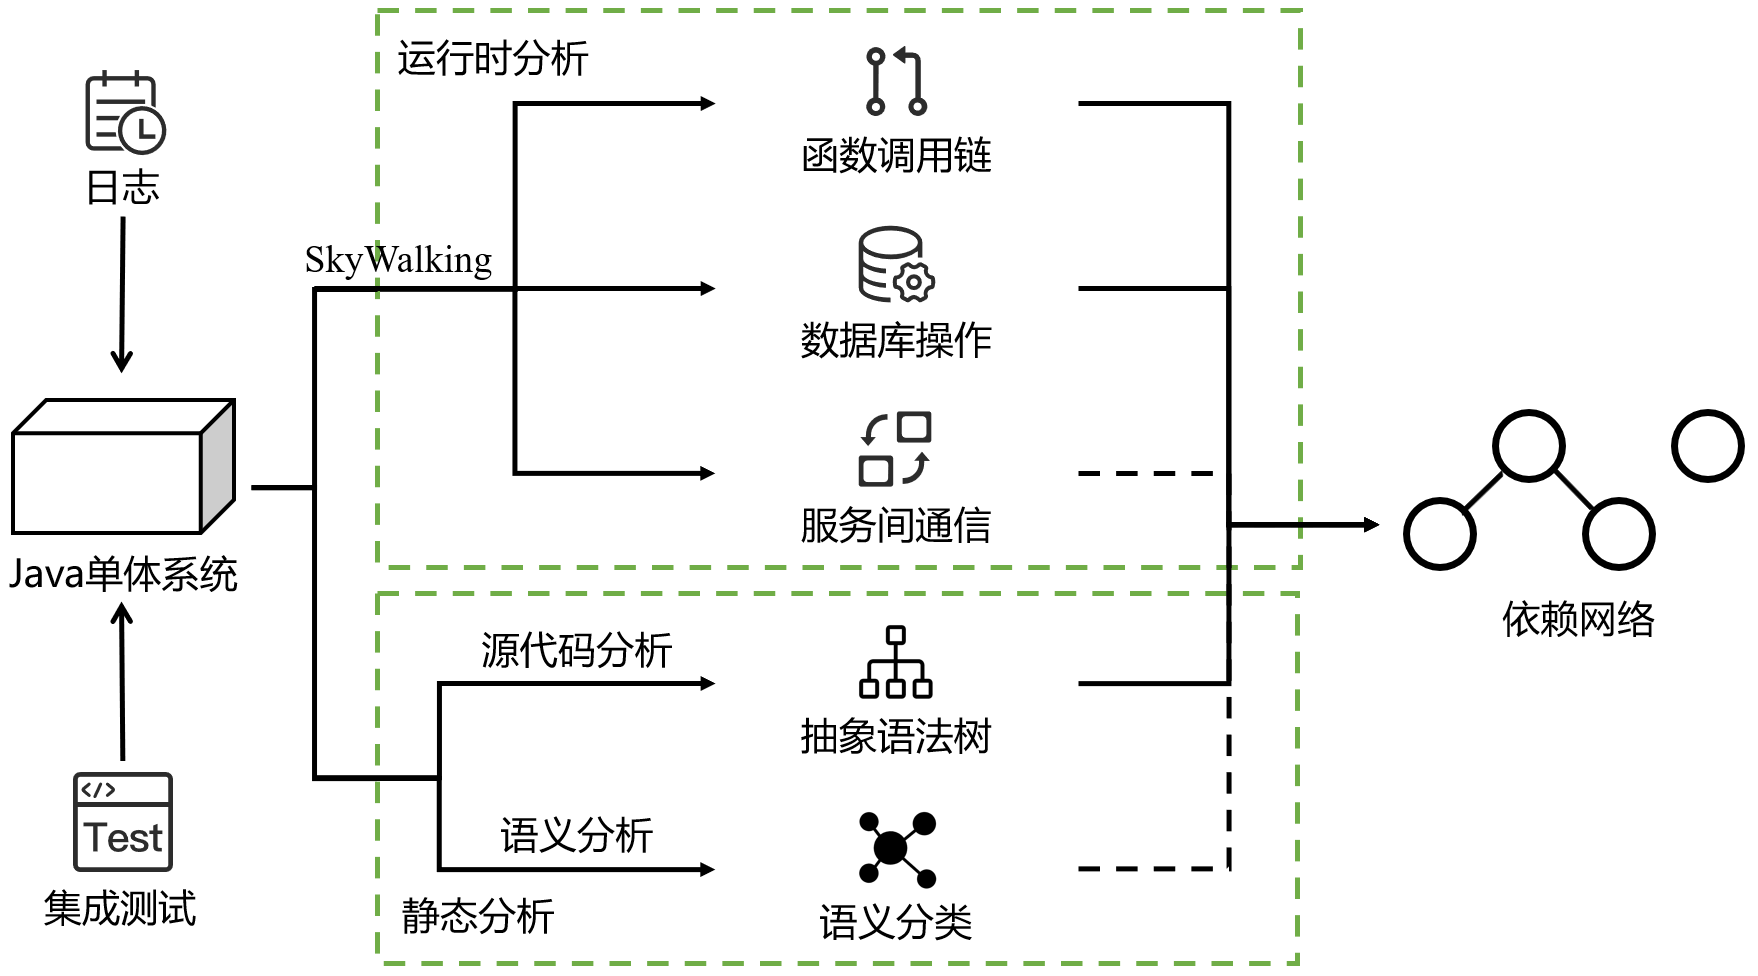 运行时分析
日志
函数调用链
SkyWalking
数据库操作
服务间通信
Java单体系统
依赖网络
源代码分析
抽象语法树
</>
Test
语义分析
集成测试
静态分析
语义分类